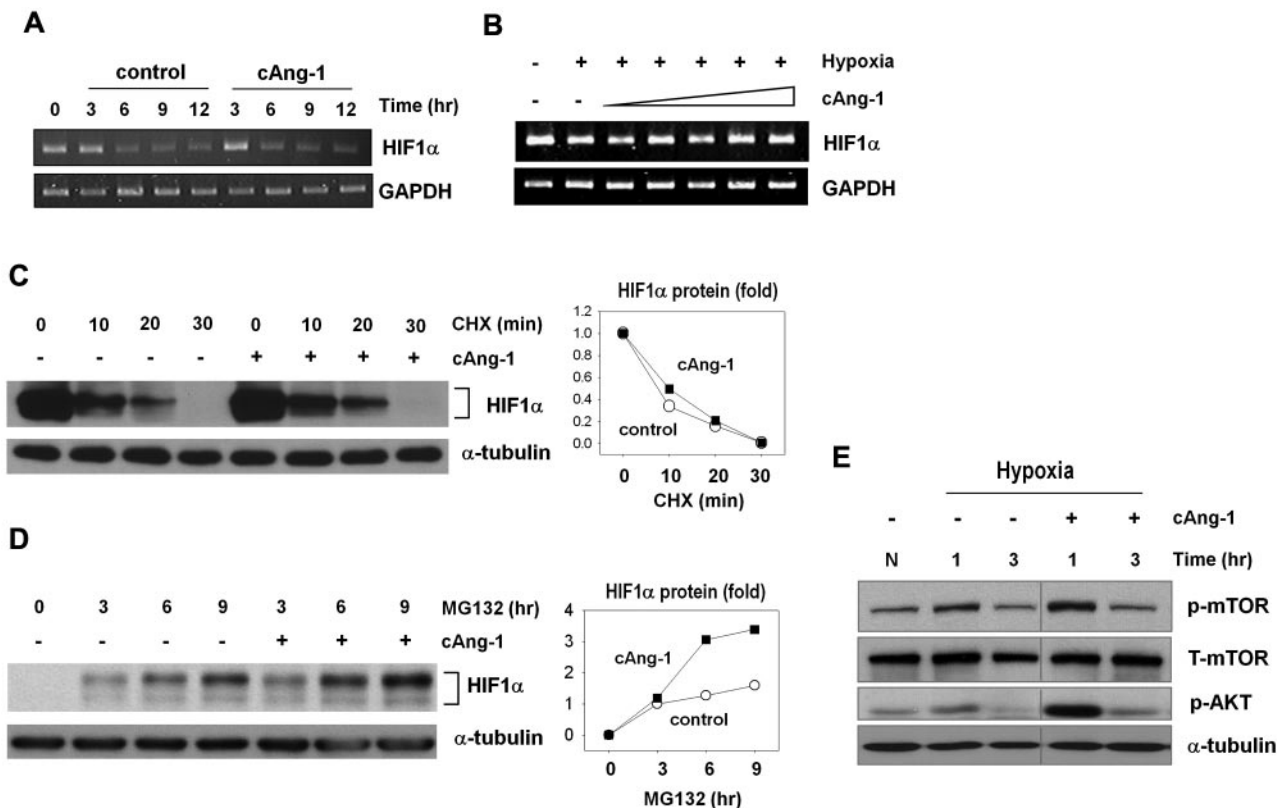 A
control cAng-1
0 3 6 9 12 3 6 9 12 Time (hr)
HIF1α
GAPDH
B
- + + + + + + Hypoxia
- - cAng-1
HIF1α
GAPDH
C
0 10 20 30 0 10 20 30 CHX (min)
- - - - + + + + cAng-1
HIF1α
α-tubulin
HIF1α protein (fold)
1.2
1.0
0.8
0.6
0.4
0.2
0.0
cAng-1
control
0 10 20 30
CHX (min)
D
0 3 6 9 3 6 9 MG132 (hr)
- - - - + + + cAng-1
HIF1α
α-tubulin
HIF1α protein (fold)
4
3
2
1
0
cAng-1
control
0 3 6 9
MG132 (hr)
E
Hypoxia
- - - + + cAng-1
N 1 3 1 3 Time (hr)
p-mTOR
T-mTOR
p-AKT
α-tubulin